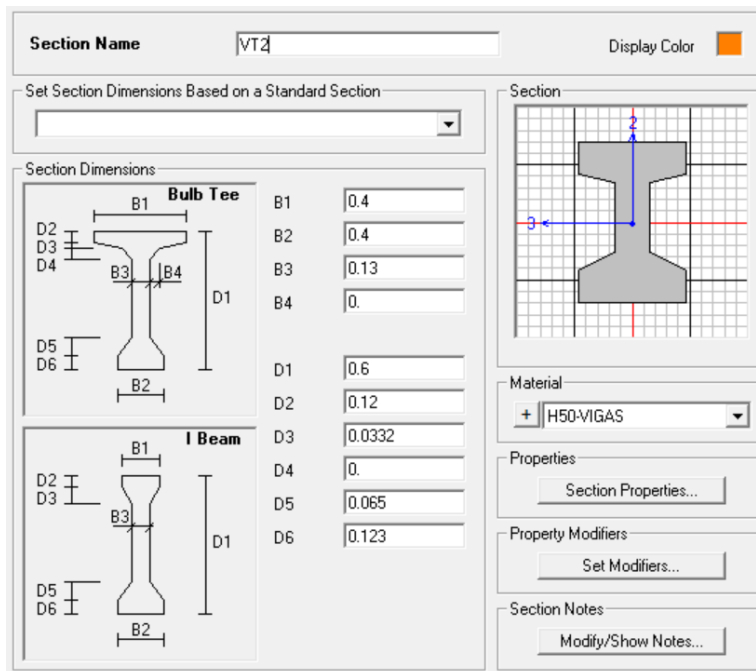 Section Name VT2 Display Color
Set Section Dimensions Based on a Standard Section
Section Dimensions
Bulb Tee
B1
D2
D3
D4
B3
B4
D1
D5
D6
B2
I Beam
B1
D2
D3
B3
D1
D5
D6
B2
B1 0.4
B2 0.4
B3 0.13
B4 0.
D1 0.6
D2 0.12
D3 0.0332
D4 0.
D5 0.065
D6 0.123
Section
2
3
Material
+ H50-VIGAS
Properties
Section Properties...
Property Modifiers
Set Modifiers...
Section Notes
Modify/Show Notes...